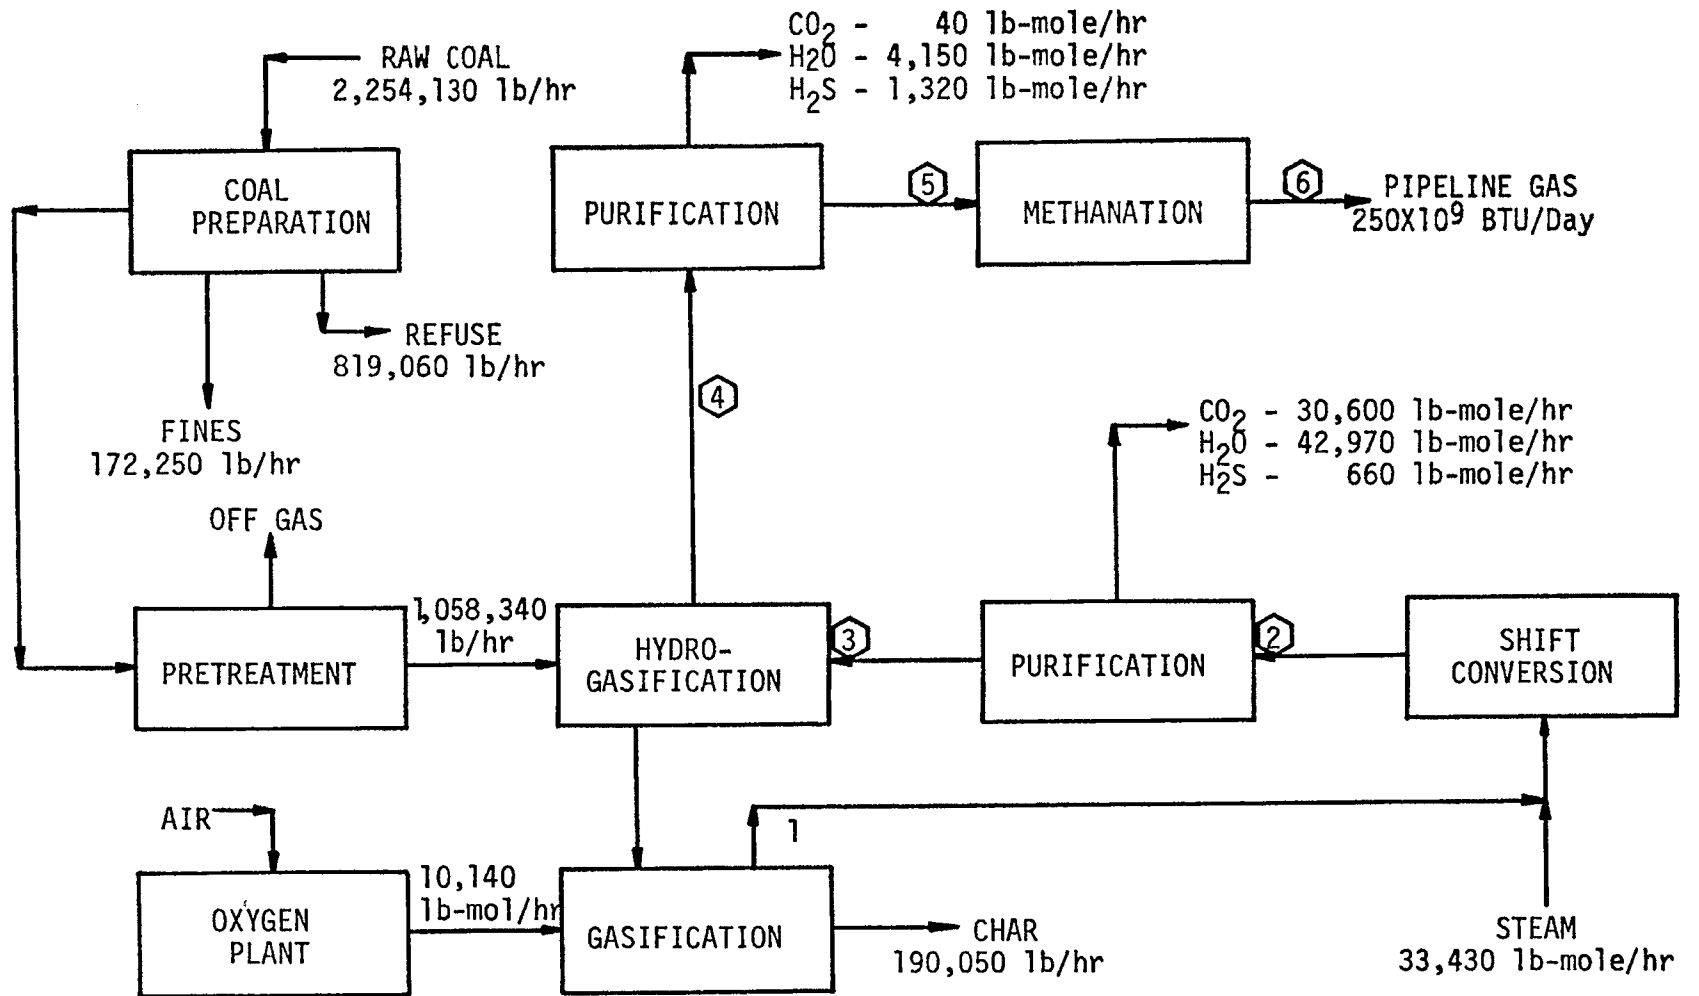 RAW COAL
2,254,130 lb/hr
COAL
PREPARATION
REFUSE
819,060 lb/hr
FINES
172,250 lb/hr
CO2 - 40 lb-mole/hr
H2O - 4,150 lb-mole/hr
H2S - 1,320 lb-mole/hr
PURIFICATION
5
METHANATION
6
PIPELINE GAS
250X10⁹ BTU/Day
4
CO2 - 30,600 lb-mole/hr
H2O - 42,970 lb-mole/hr
H2S - 660 lb-mole/hr
OFF GAS
PRETREATMENT
1,058,340
lb/hr
HYDRO-
GASIFICATION
3
PURIFICATION
2
SHIFT
CONVERSION
AIR
OXYGEN
PLANT
10,140
lb-mol/hr
GASIFICATION
1
CHAR
190,050 lb/hr
STEAM
33,430 lb-mole/hr